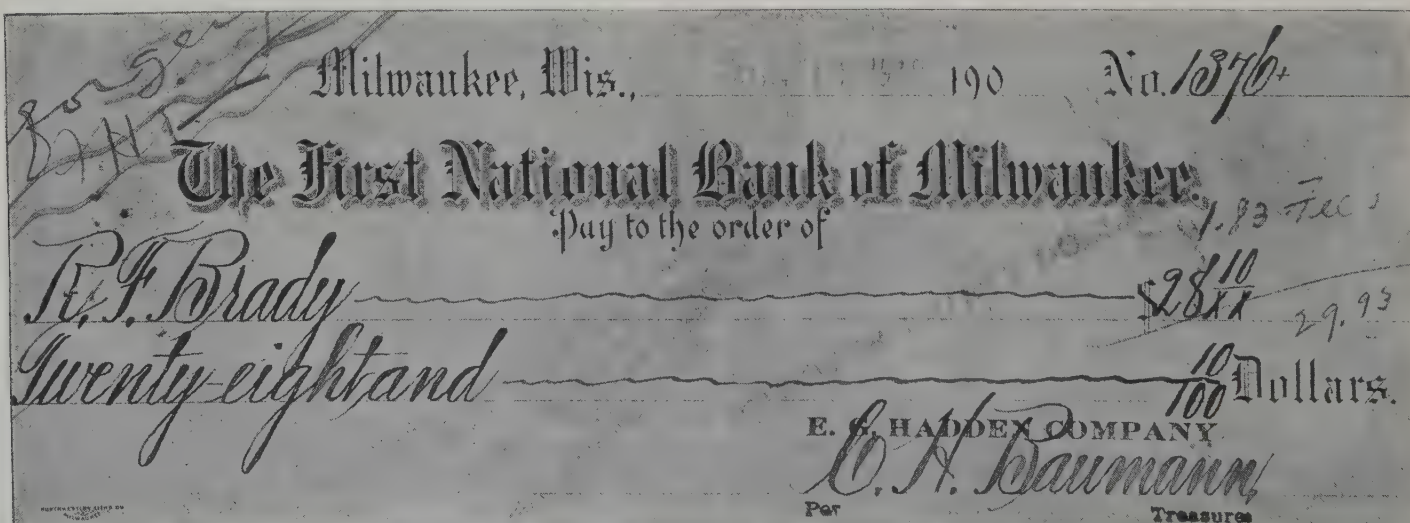 Milwaukee, Wis., 190 No. 1376
The First National Bank of Milwaukee.
1.83 Fees
Pay to the order of
R. F. Brady $28 10/XX
29.93
Twenty-eight and 10/100 Dollars.
E. G. HADDEN COMPANY
C. H. Baumann,
Per Treasurer